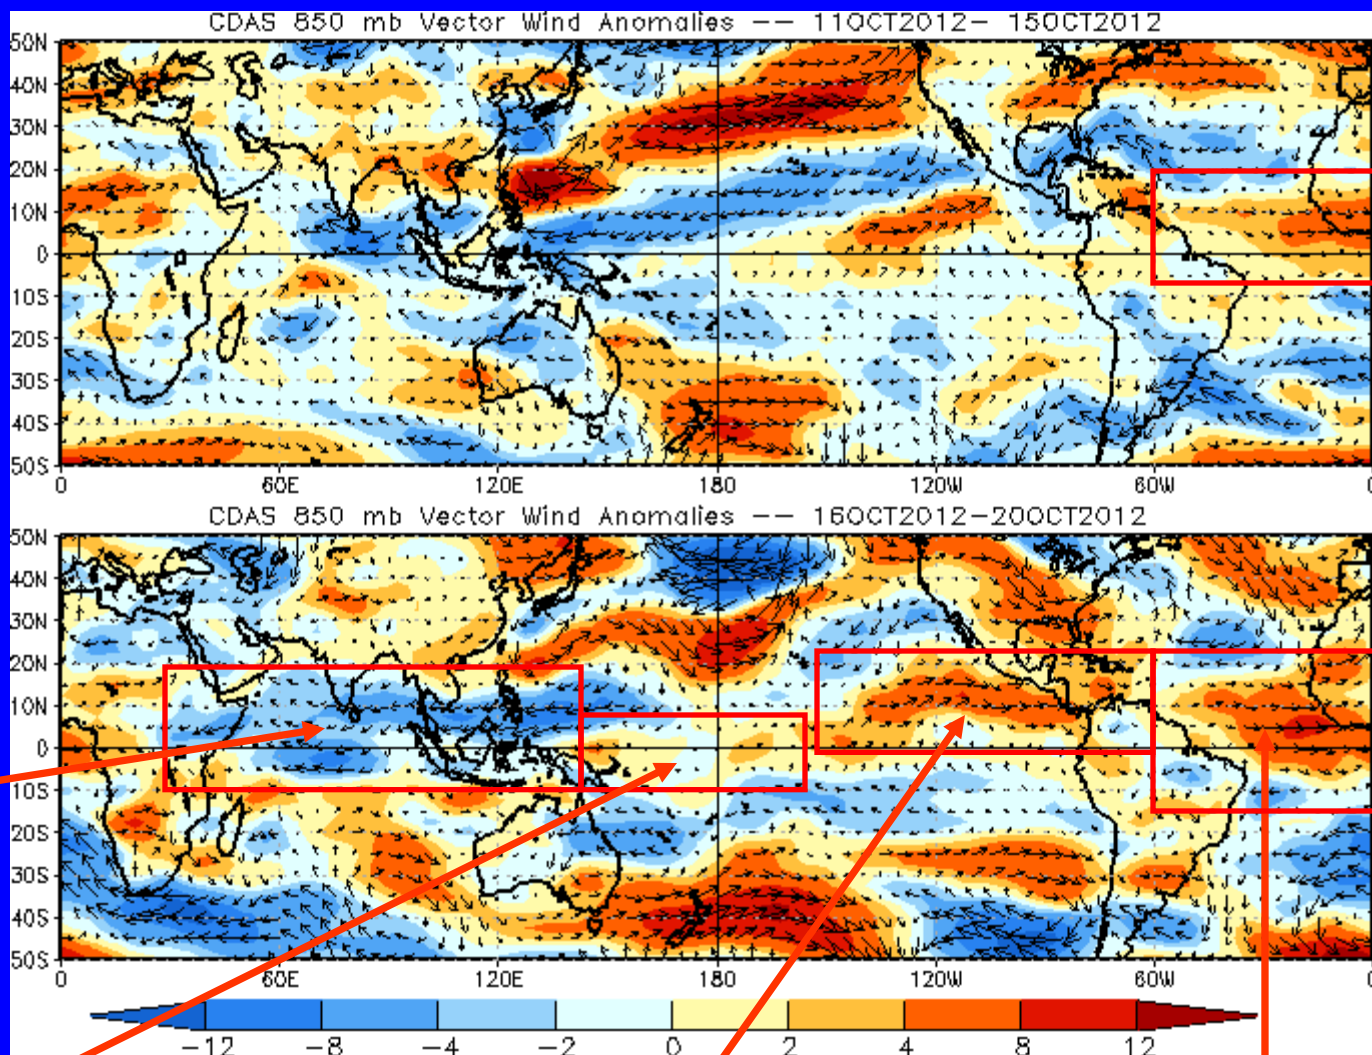 CDAS 850 mb Vector Wind Anomalies -- 11OCT2012- 15OCT2012
50N
40N
30N
20N
10N
0
10S
20S
30S
40S
50S
0 60E 120E 180 120W 60W 0
CDAS 850 mb Vector Wind Anomalies -- 16OCT2012-20OCT2012
50N
40N
30N
20N
10N
0
10S
20S
30S
40S
50S
0 60E 120E 180 120W 60W 0
-12 -8 -4 -2 0 2 4 8 12